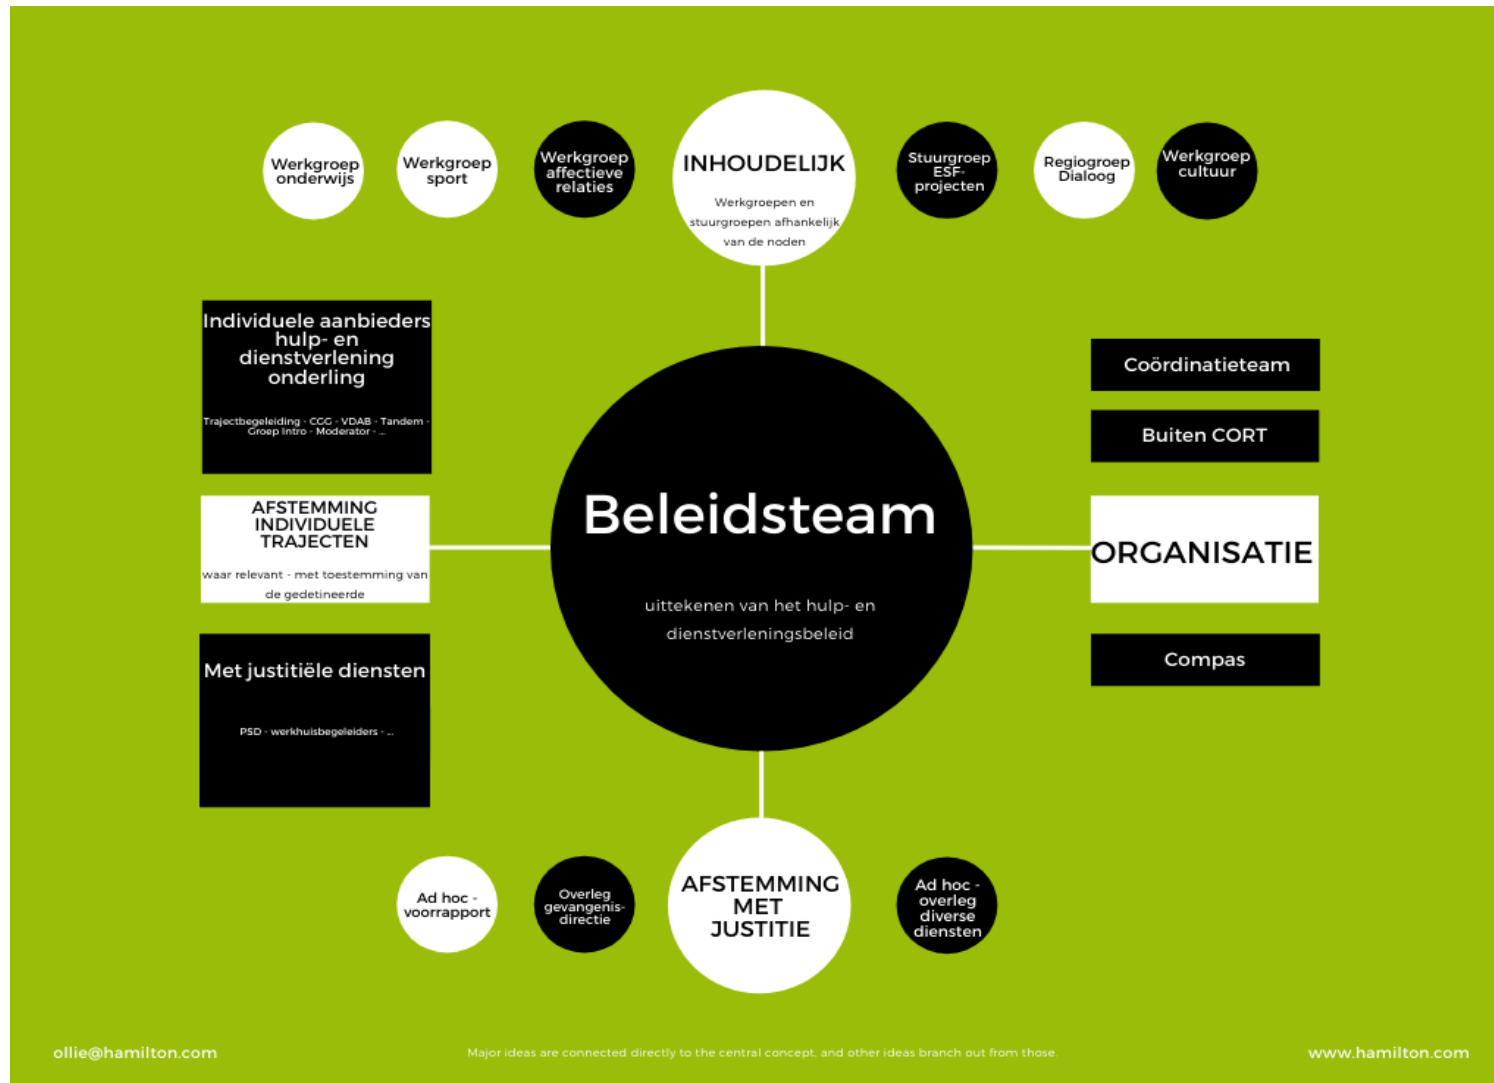 Werkgroep
onderwijs
Werkgroep
sport
Werkgroep
affectieve
relaties
INHOUDELIJK
Werkgroepen en
stuurgroepen afhankelijk
van de noden
Stuurgroep
ESF-
projecten
Regiogroep
Dialoog
Werkgroep
cultuur
Individuele aanbieders
hulp- en
dienstverlening
onderling
Trajectbegeleiding - CGG - VDAB - Tandem -
Groep Intro - Moderator - ...
AFSTEMMING
INDIVIDUELE
TRAJECTEN
waar relevant - met toestemming van
de gedetineerde
Met justitiële diensten
PSD - werkhuisbegeleiders - ...
Beleidsteam
uittekenen van het hulp- en
dienstverleningsbeleid
Coördinatieteam
Buiten CORT
ORGANISATIE
Compas
Ad hoc -
voorrapport
Overleg
gevangenis-
directie
AFSTEMMING
MET
JUSTITIE
Ad hoc -
overleg
diverse
diensten
ollie@hamilton.com
Major ideas are connected directly to the central concept, and other ideas branch out from those.
www.hamilton.com